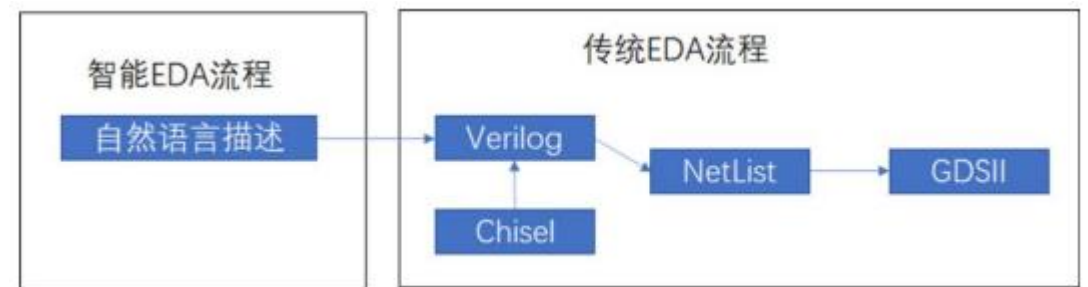 智能EDA流程
自然语言描述
传统EDA流程
Verilog
NetList
GDSII
Chisel